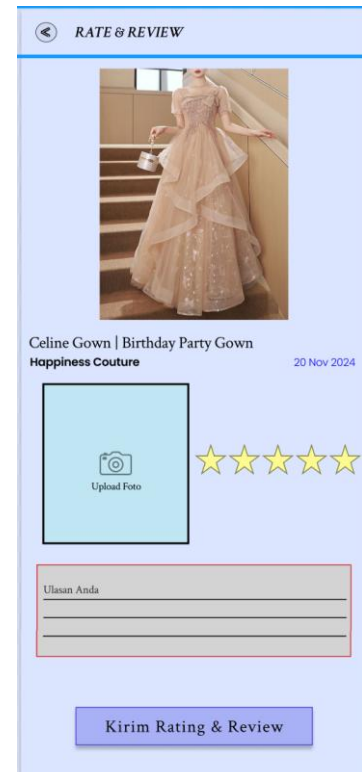 RATE & REVIEW
Celine Gown | Birthday Party Gown
Happiness Couture
20 Nov 2024
Upload Foto
Ulasan Anda
Kirim Rating & Review